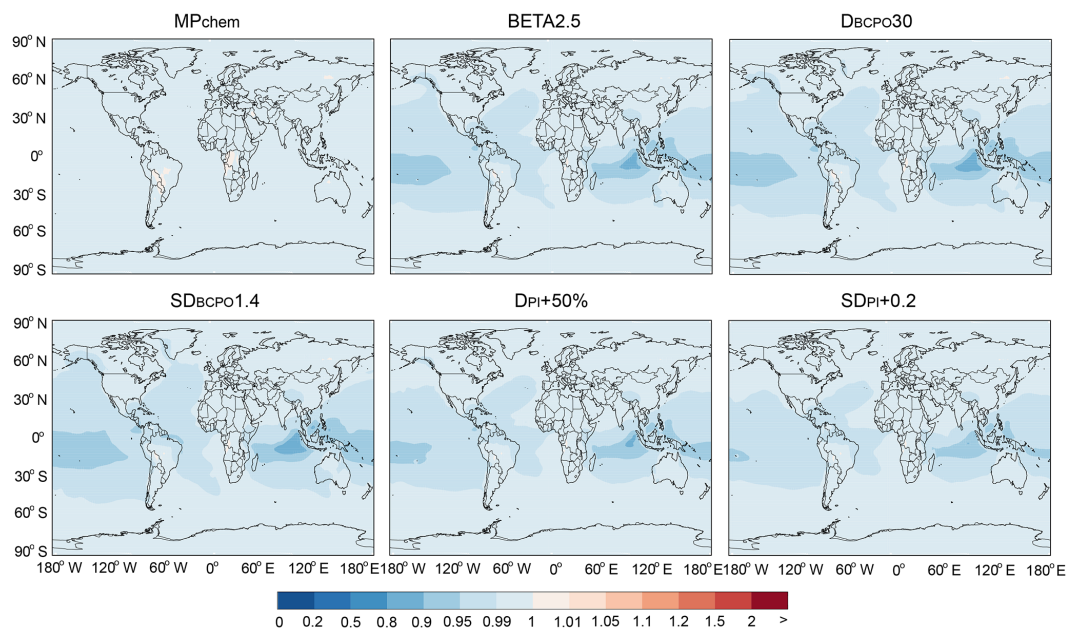 MPchem BETA2.5 DBCPO30
90° N
60° N
30° N
0°
30° S
60° S
90° S
SDBCPO1.4 DPI+50% SDPI+0.2
90° N
60° N
30° N
0°
30° S
60° S
90° S
180° W 120° W 60° W 0° 60° E 120° E 180° E 180° W 120° W 60° W 0° 60° E 120° E 180° E 180° W 120° W 60° W 0° 60° E 120° E 180° E
0 0.2 0.5 0.8 0.9 0.95 0.99 1 1.01 1.05 1.1 1.2 1.5 2 >